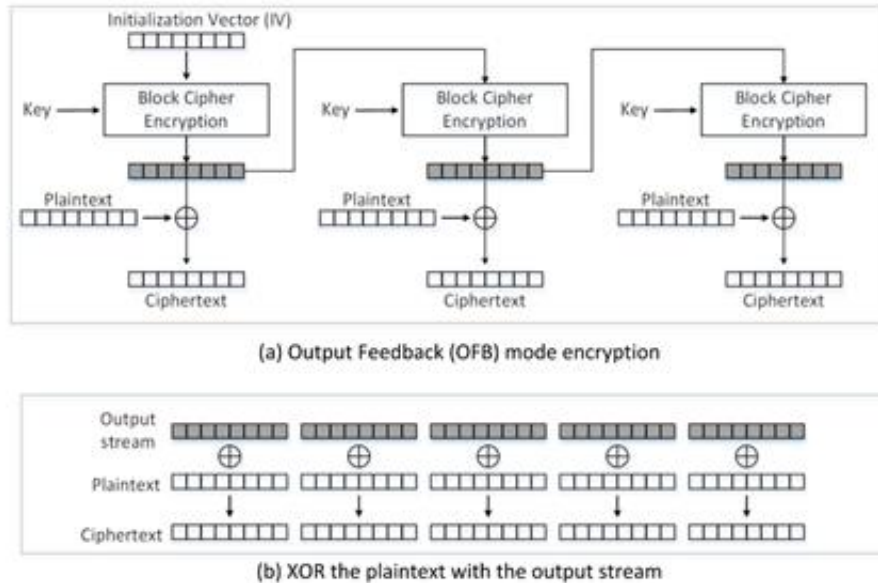 Initialization Vector (IV)
Key
Block Cipher
Encryption
Key
Block Cipher
Encryption
Key
Block Cipher
Encryption
Plaintext
Plaintext
Plaintext
Ciphertext
Ciphertext
Ciphertext
(a) Output Feedback (OFB) mode encryption
Output
stream
Plaintext
Ciphertext
(b) XOR the plaintext with the output stream